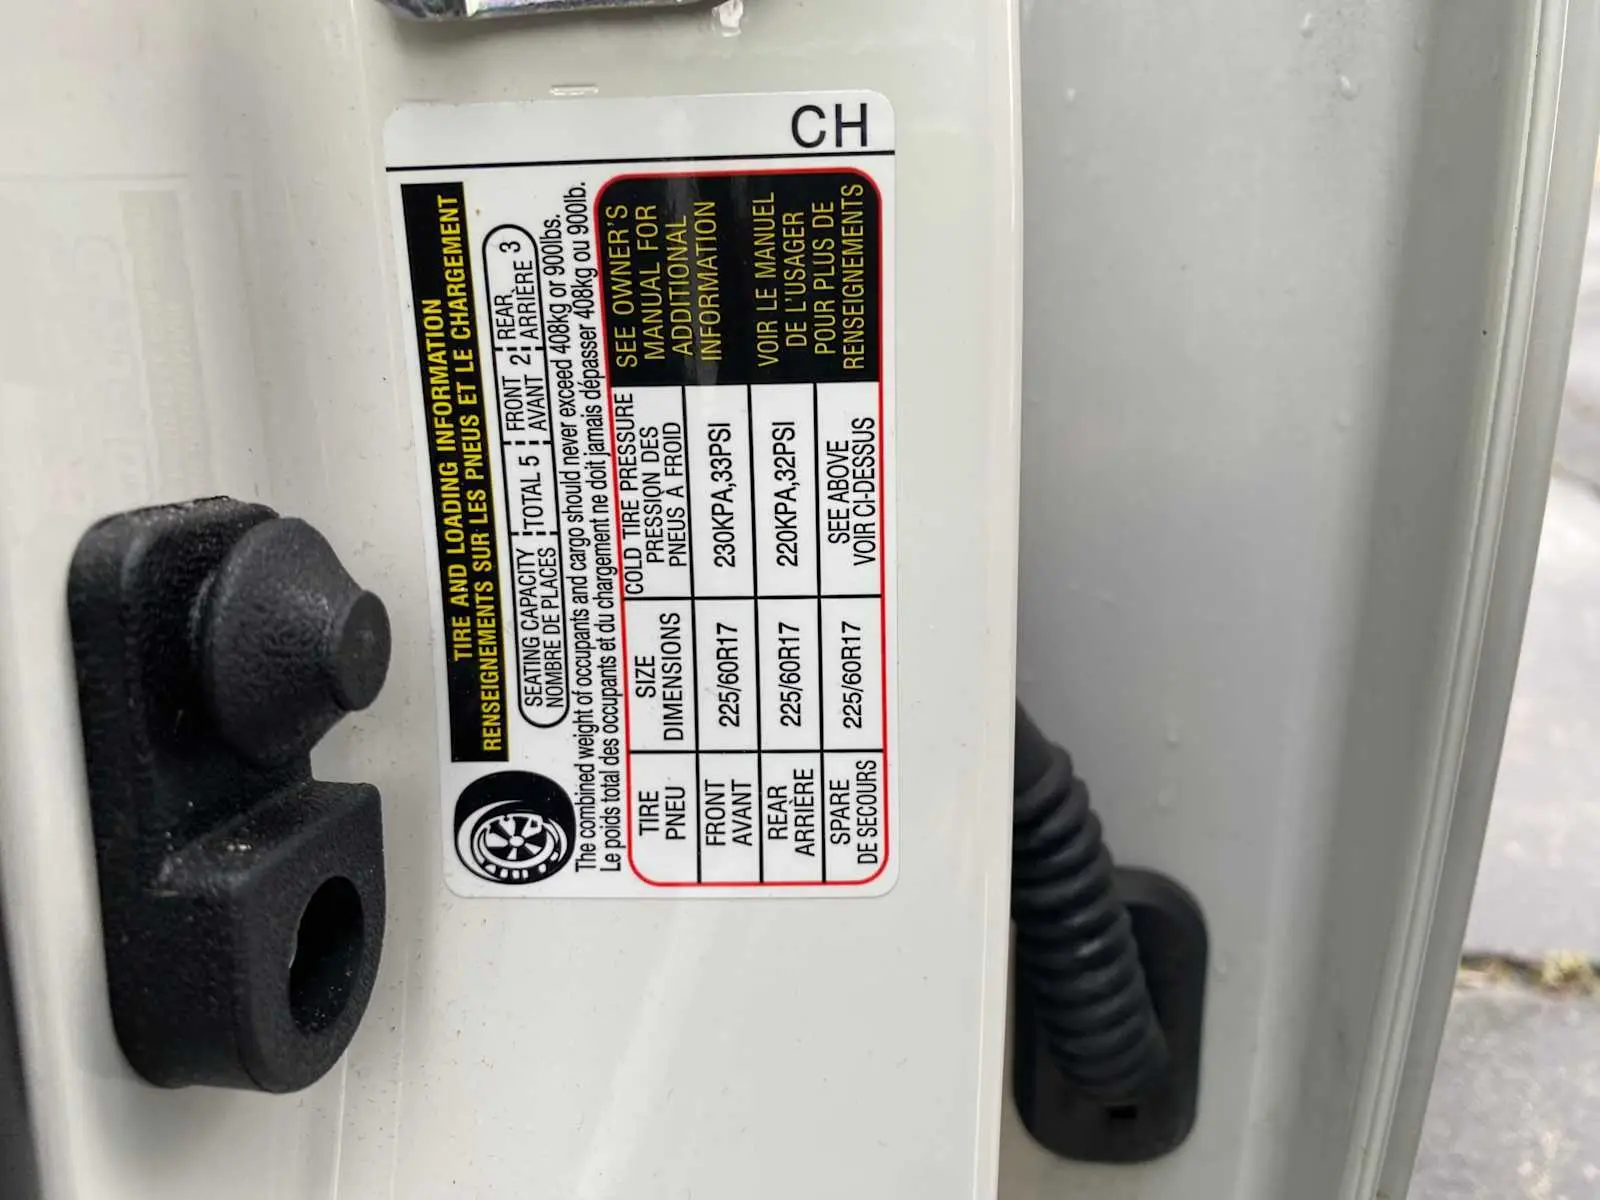 CH
TIRE AND LOADING INFORMATION
RENSEIGNEMENTS SUR LES PNEUS ET LE CHARGEMENT
SEATING CAPACITY TOTAL 5 FRONT 2 REAR 3
NOMBRE DE PLACES AVANT ARRIÈRE
The combined weight of occupants and cargo should never exceed 408kg or 900lbs.
Le poids total des occupants et du chargement ne doit jamais dépasser 408kg ou 900lb.
TIRE SIZE COLD TIRE PRESSURE
PNEU DIMENSIONS PRESSION DES
PNEUS A FROID
FRONT 225/60R17 230KPA,33PSI
AVANT
REAR 225/60R17 220KPA,32PSI
ARRIÈRE
SPARE 225/60R17 SEE ABOVE
DE SECOURS VOIR CI-DESSUS
SEE OWNER'S
MANUAL FOR
ADDITIONAL
INFORMATION
VOIR LE MANUEL
DE L'USAGER
POUR PLUS DE
RENSEIGNEMENTS